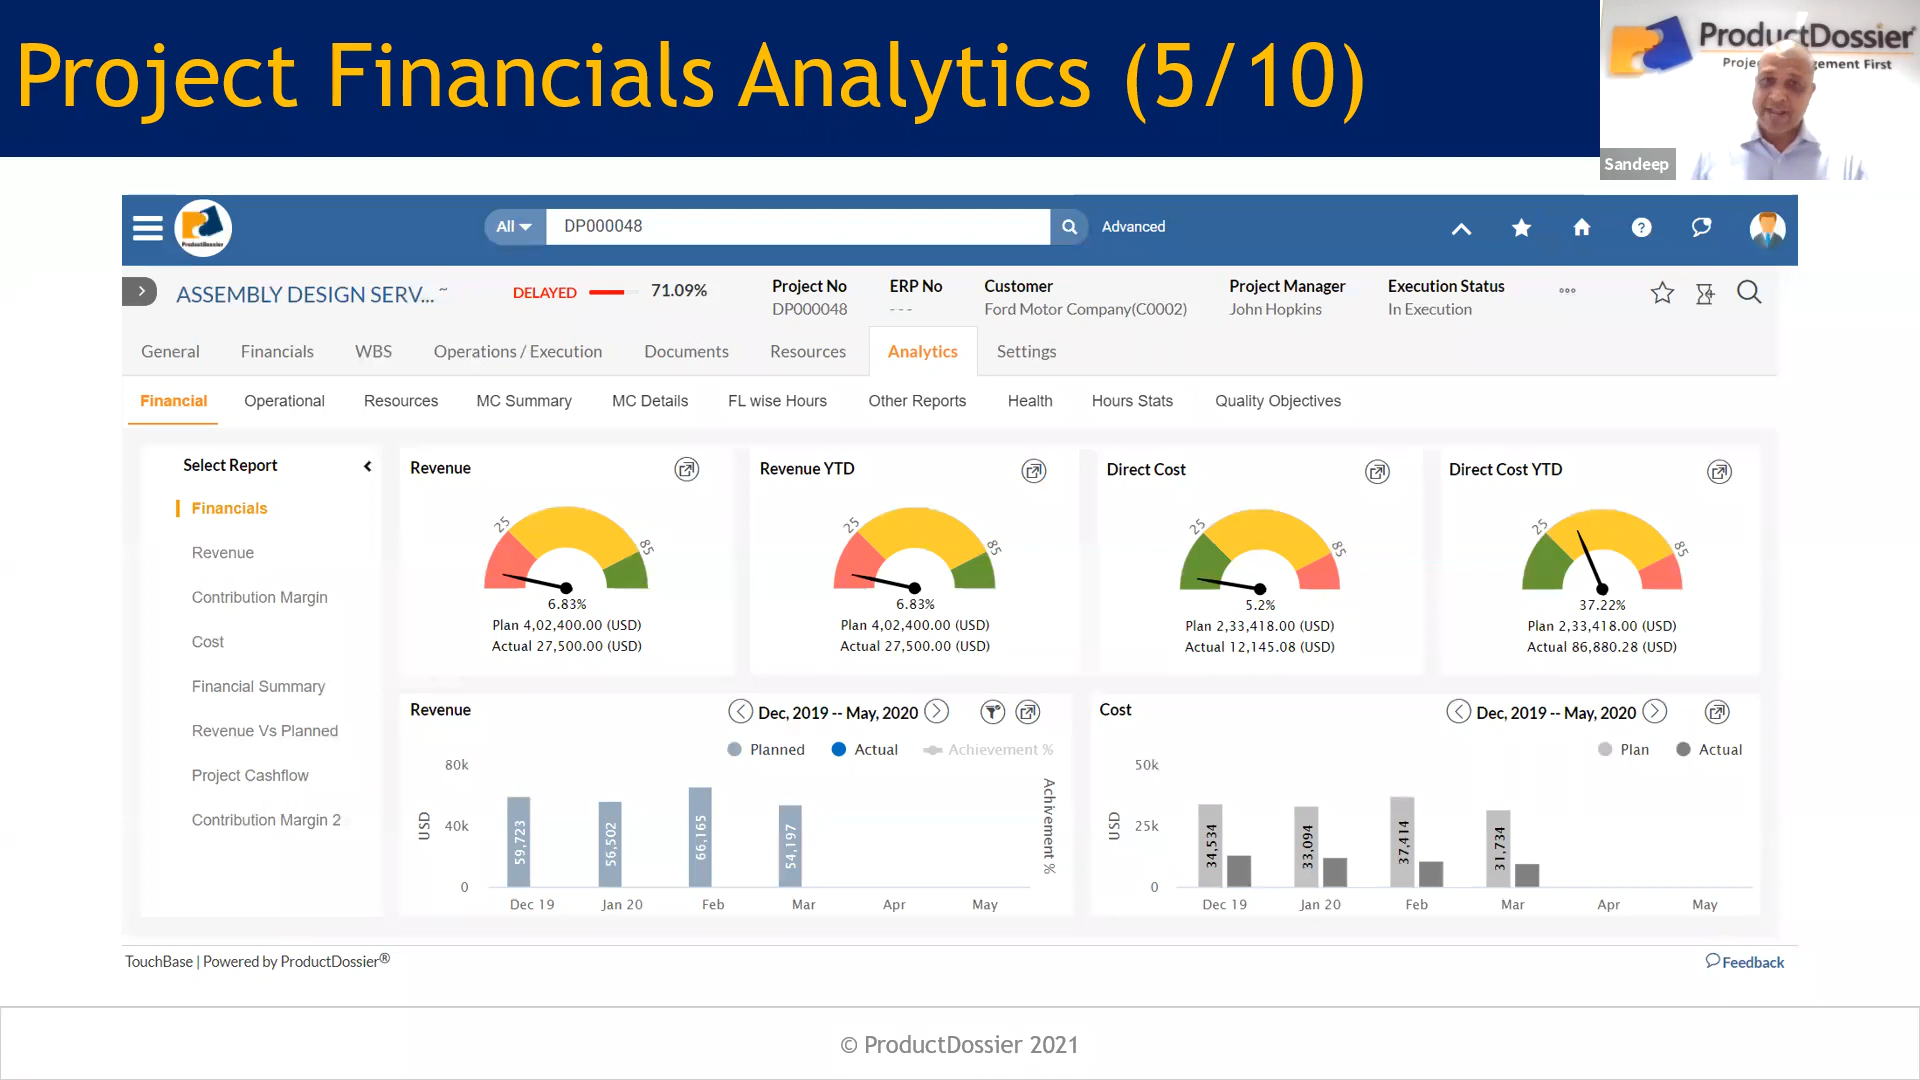 Project Financials Analytics (5/10)
ProductDossier
Sandeep
ProductDossier
All
DP000048
Advanced
ASSEMBLY DESIGN SERV... ~
DELAYED
71.09%
Project No
DP000048
ERP No
---
Customer
Ford Motor Company(C0002)
Project Manager
John Hopkins
Execution Status
In Execution
General Financials WBS Operations / Execution Documents Resources Analytics Settings
Financial Operational Resources MC Summary MC Details FL wise Hours Other Reports Health Hours Stats Quality Objectives
Select Report
Financials
Revenue
Contribution Margin
Cost
Financial Summary
Revenue Vs Planned
Project Cashflow
Contribution Margin 2
Revenue
25
85
6.83%
Plan 4,02,400.00 (USD)
Actual 27,500.00 (USD)
Revenue YTD
25
85
6.83%
Plan 4,02,400.00 (USD)
Actual 27,500.00 (USD)
Direct Cost
25
85
5.2%
Plan 2,33,418.00 (USD)
Actual 12,145.08 (USD)
Direct Cost YTD
25
85
37.22%
Plan 2,33,418.00 (USD)
Actual 86,880.28 (USD)
Revenue
Dec, 2019 -- May, 2020
Planned Actual Achievement %
80k
40k
0
USD
59,723
56,502
66,165
54,197
Achievement %
Dec 19 Jan 20 Feb Mar Apr May
Cost
Dec, 2019 -- May, 2020
Plan Actual
50k
25k
0
USD
34,534
33,094
37,414
31,734
Dec 19 Jan 20 Feb Mar Apr May
TouchBase | Powered by ProductDossier®
Feedback
© ProductDossier 2021